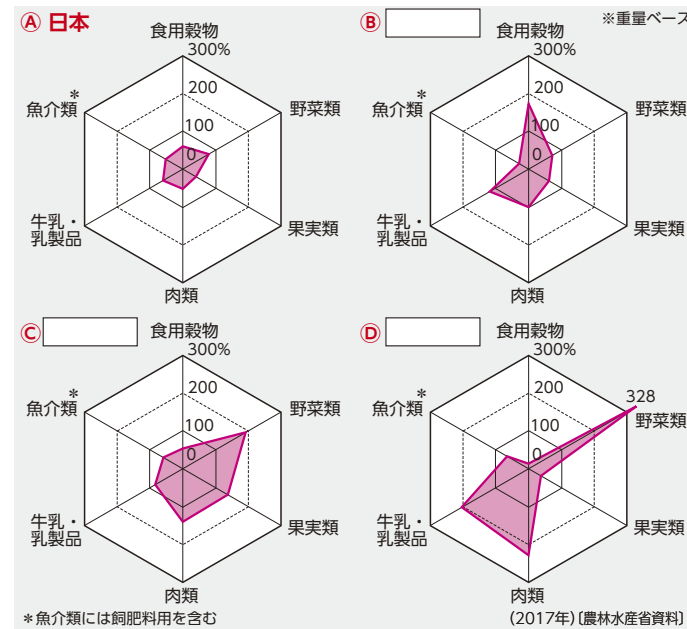 Ⓐ 日本
食用穀物
300%
200
100
0
野菜類
果実類
肉類
牛乳・
乳製品
魚介類*
Ⓑ
※重量ベース
食用穀物
300%
200
100
0
野菜類
果実類
肉類
牛乳・
乳製品
魚介類*
Ⓒ
食用穀物
300%
200
100
0
野菜類
果実類
肉類
牛乳・
乳製品
魚介類*
Ⓓ
食用穀物
300%
200
100
0
328
野菜類
果実類
肉類
牛乳・
乳製品
魚介類*
*魚介類には飼肥料用を含む
(2017年)〔農林水産省資料〕